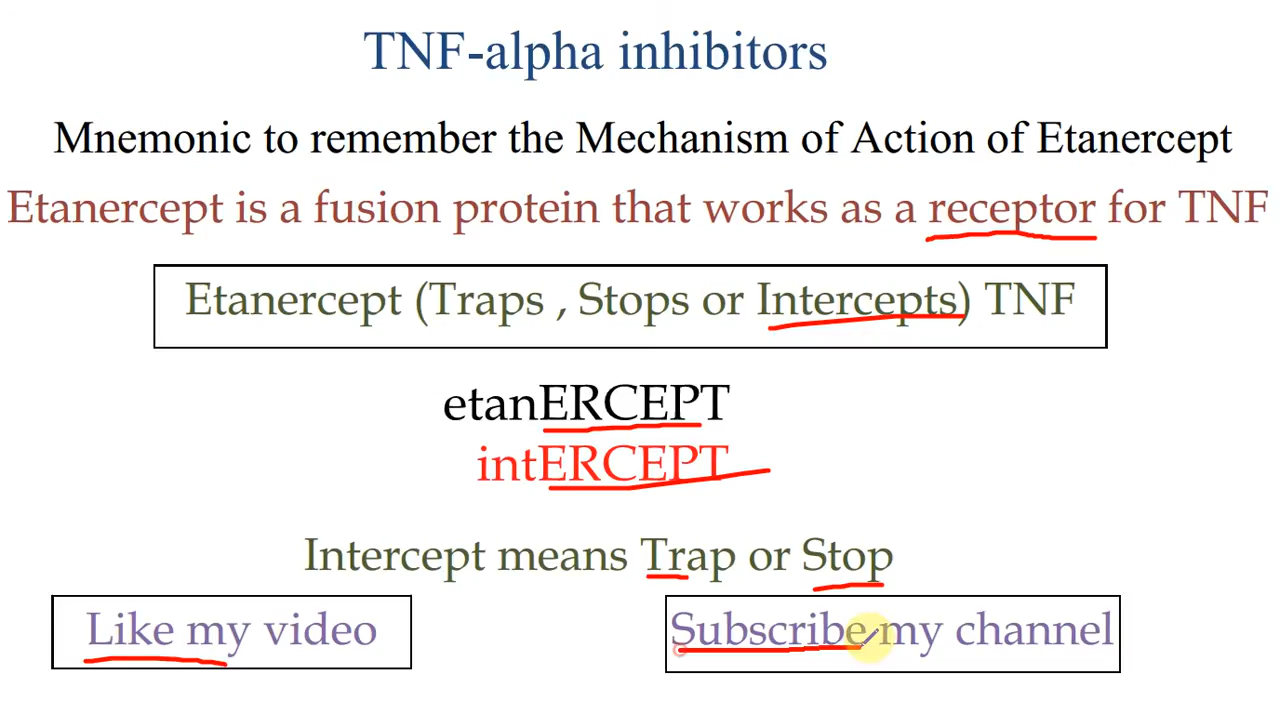 TNF-alpha inhibitors
Mnemonic to remember the Mechanism of Action of Etanercept
Etanercept is a fusion protein that works as a receptor for TNF
Etanercept (Traps , Stops or Intercepts) TNF
etanERCEPT
intERCEPT
Intercept means Trap or Stop
Like my video
Subscribe my channel